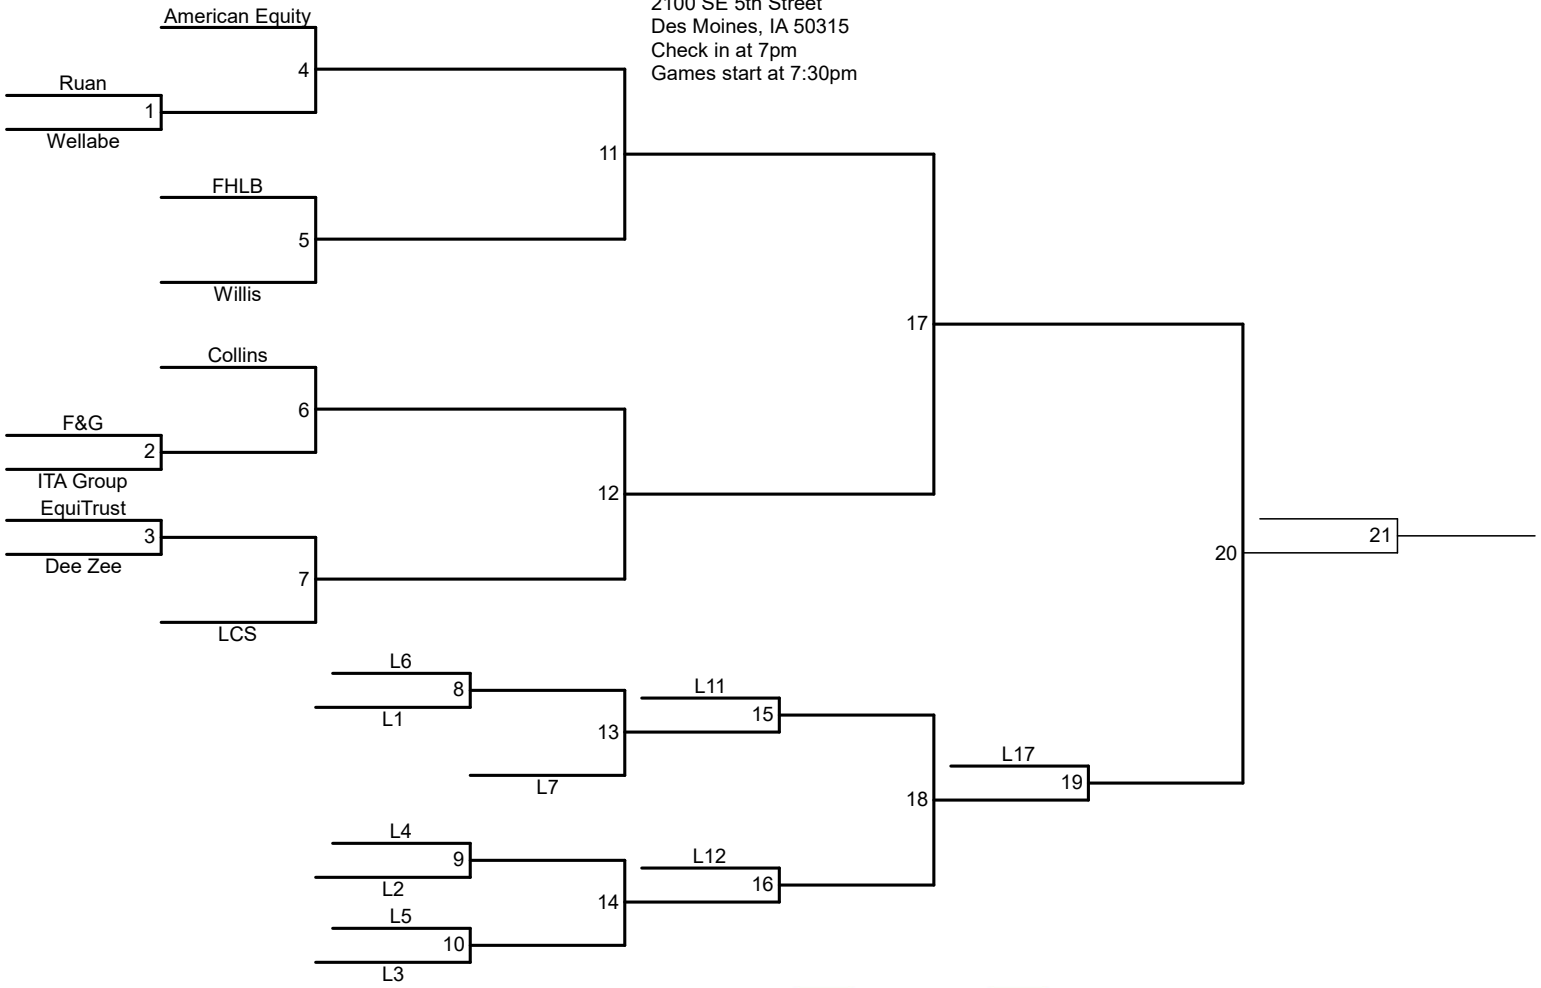 2100 SE 5th Street
Des Moines, IA 50315
Check in at 7pm
Games start at 7:30pm
American Equity
4
Ruan
1
Wellabe
11
FHLB
5
Willis
17
Collins
6
F&G
2
ITA Group
12
EquiTrust
3
Dee Zee
7
LCS
20
21
L6
8
L1
L11
15
13
L7
L17
19
18
L4
9
L2
L12
16
14
L5
10
L3